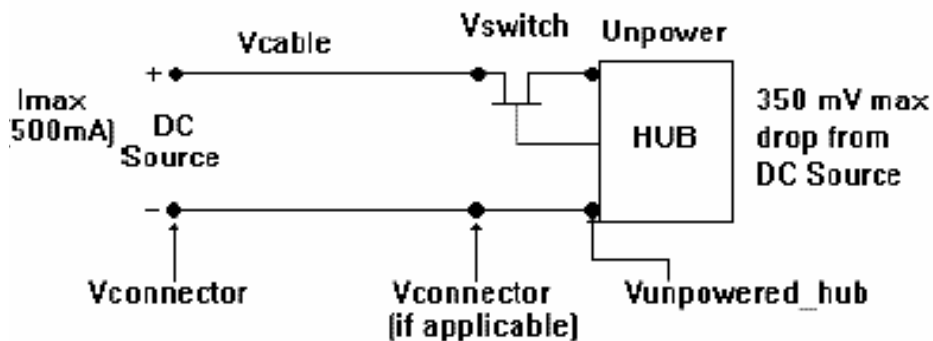 Vcable
Vswitch
Unpower
+
Imax
(500mA)
DC
Source
HUB
350 mV max
drop from
DC Source
–
Vconnector
Vconnector
(if applicable)
Vunpowered_hub